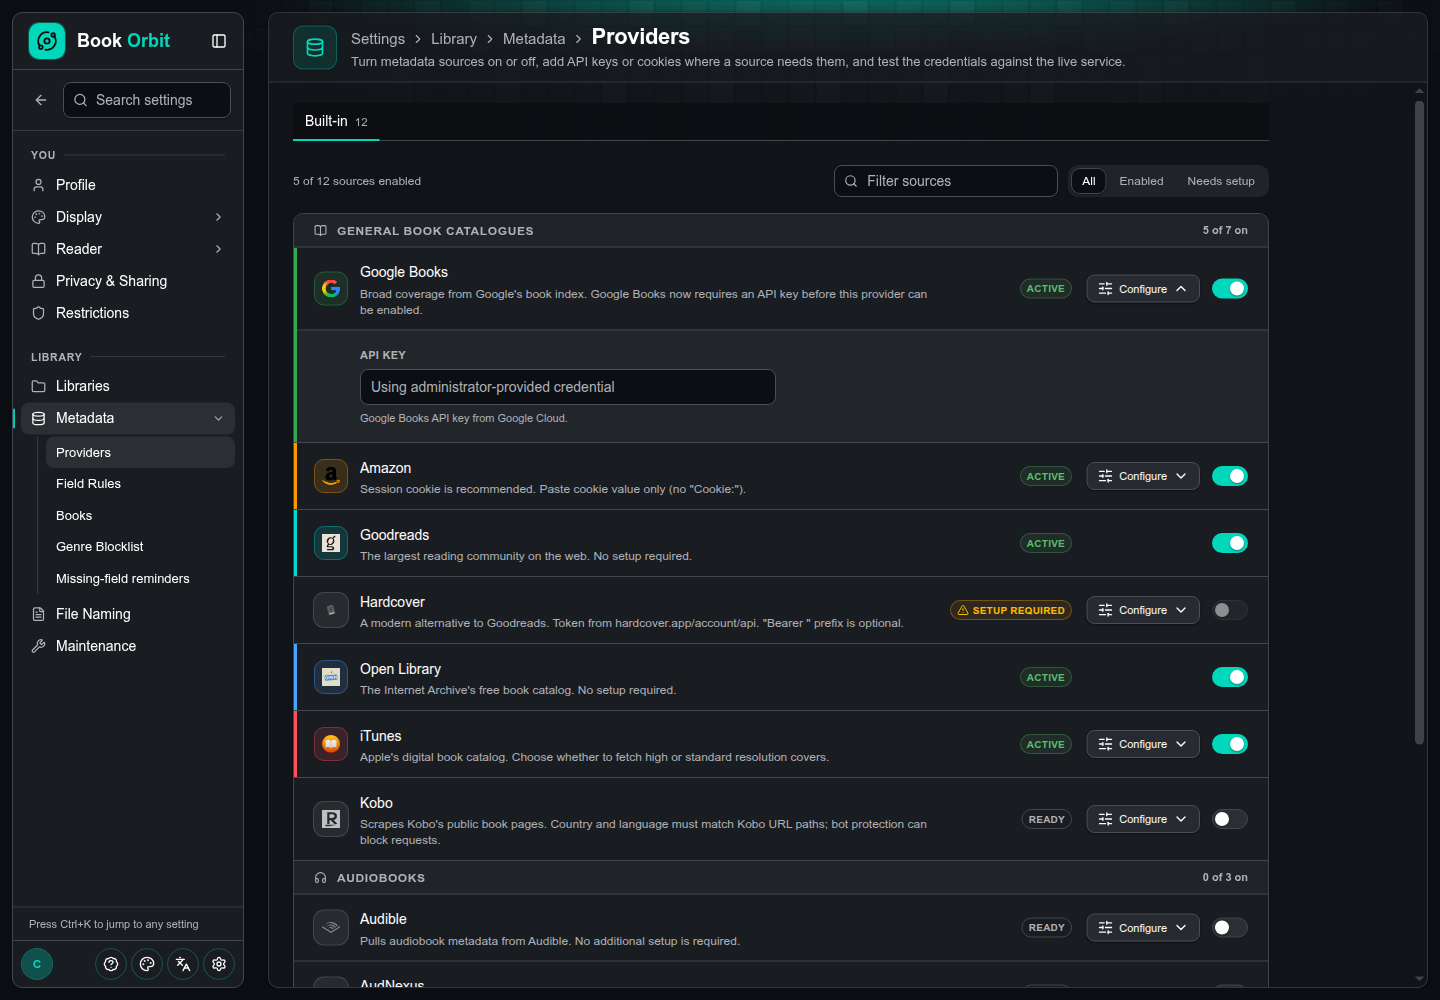 Book Orbit
Search settings
YOU
Profile
Display
Reader
Privacy & Sharing
Restrictions
LIBRARY
Libraries
Metadata
Providers
Field Rules
Books
Genre Blocklist
Missing-field reminders
File Naming
Maintenance
Press Ctrl+K to jump to any setting
C
Settings > Library > Metadata > Providers
Turn metadata sources on or off, add API keys or cookies where a source needs them, and test the credentials against the live service.
Built-in 12
5 of 12 sources enabled
Filter sources
All Enabled Needs setup
GENERAL BOOK CATALOGUES 5 of 7 on
Google Books
Broad coverage from Google's book index. Google Books now requires an API key before this provider can
be enabled.
ACTIVE Configure
API KEY
Using administrator-provided credential
Google Books API key from Google Cloud.
Amazon
Session cookie is recommended. Paste cookie value only (no "Cookie:").
ACTIVE Configure
Goodreads
The largest reading community on the web. No setup required.
ACTIVE
Hardcover
A modern alternative to Goodreads. Token from hardcover.app/account/api. "Bearer " prefix is optional.
SETUP REQUIRED Configure
Open Library
The Internet Archive's free book catalog. No setup required.
ACTIVE
iTunes
Apple's digital book catalog. Choose whether to fetch high or standard resolution covers.
ACTIVE Configure
Kobo
Scrapes Kobo's public book pages. Country and language must match Kobo URL paths; bot protection can
block requests.
READY Configure
AUDIOBOOKS 0 of 3 on
Audible
Pulls audiobook metadata from Audible. No additional setup is required.
READY Configure
AudNexus